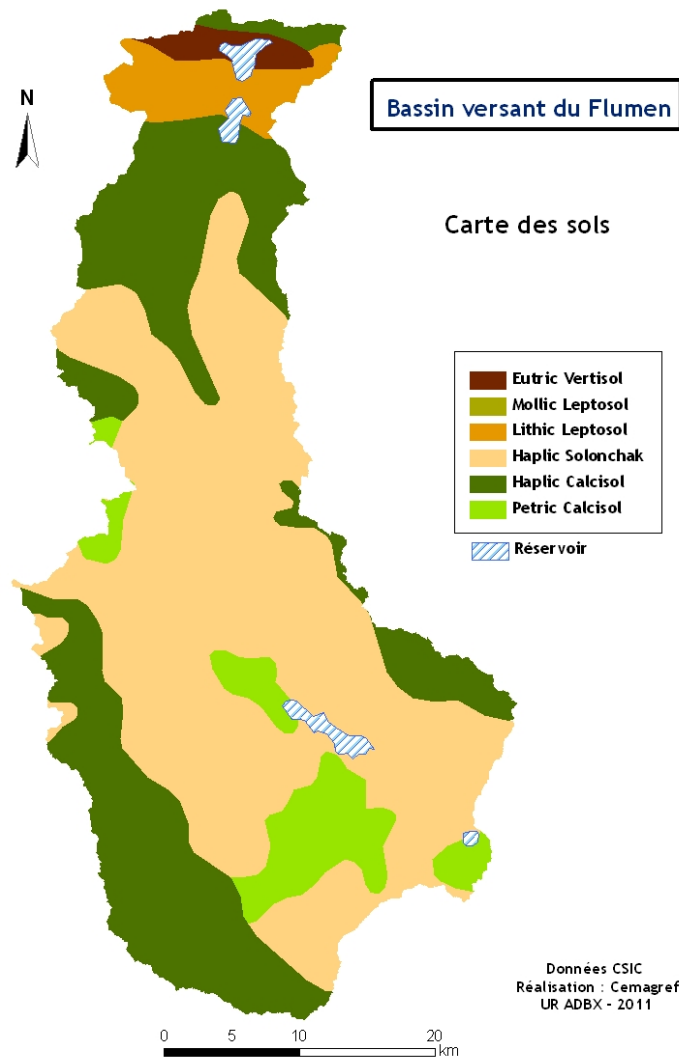 Bassin versant du Flumen
N
Carte des sols
Eutric Vertisol
Mollic Leptosol
Lithic Leptosol
Haplic Solonchak
Haplic Calcisol
Petric Calcisol
Réservoir
Données CSIC
Réalisation : Cemagref
UR ADBX - 2011
0 5 10 20
km